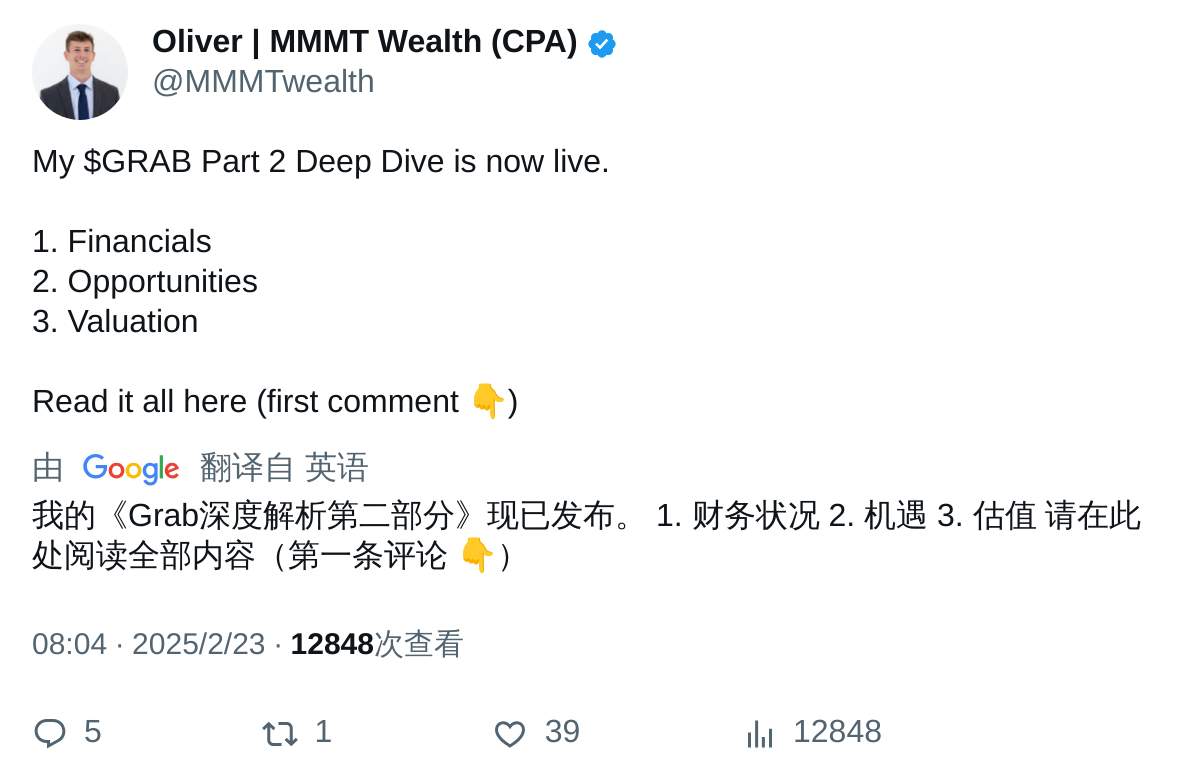 Oliver | MMMT Wealth (CPA)
@MMMTwealth
My $GRAB Part 2 Deep Dive is now live.
1. Financials
2. Opportunities
3. Valuation
Read it all here (first comment 👇)
由 Google 翻译自 英语
我的《Grab深度解析第二部分》现已发布。 1. 财务状况 2. 机遇 3. 估值 请在此
处阅读全部内容（第一条评论 👇）
08:04 · 2025/2/23 · 12848次查看
5 1 39 12848